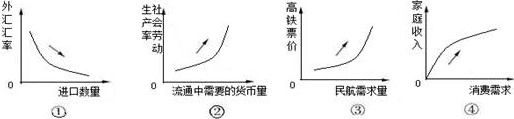 外汇汇率
0
进口数量
①
社会劳动生产率
0
流通中需要的货币量
②
高铁票价
0
民航需求量
③
家庭收入
0
消费需求
④